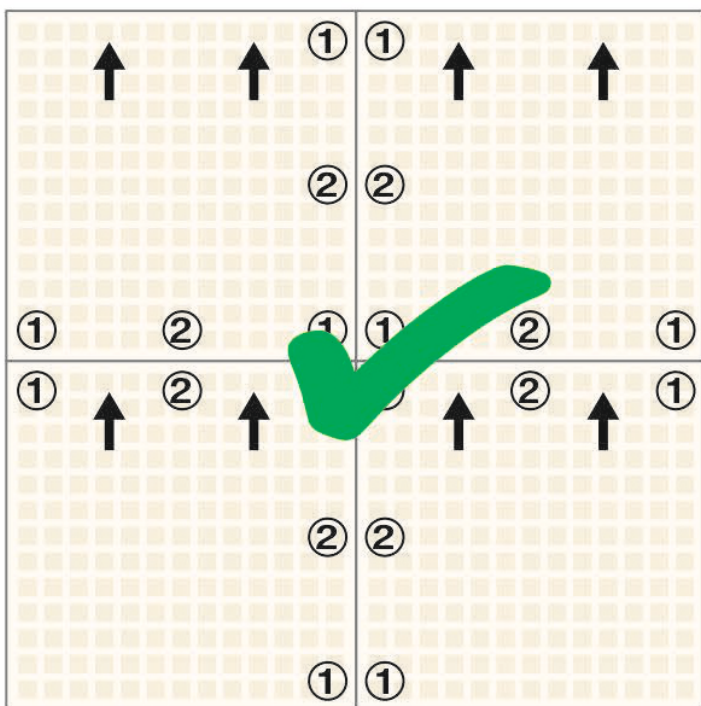 ① ①
② ②
① ② ① ① ② ①
① ② ② ①
② ②
① ①